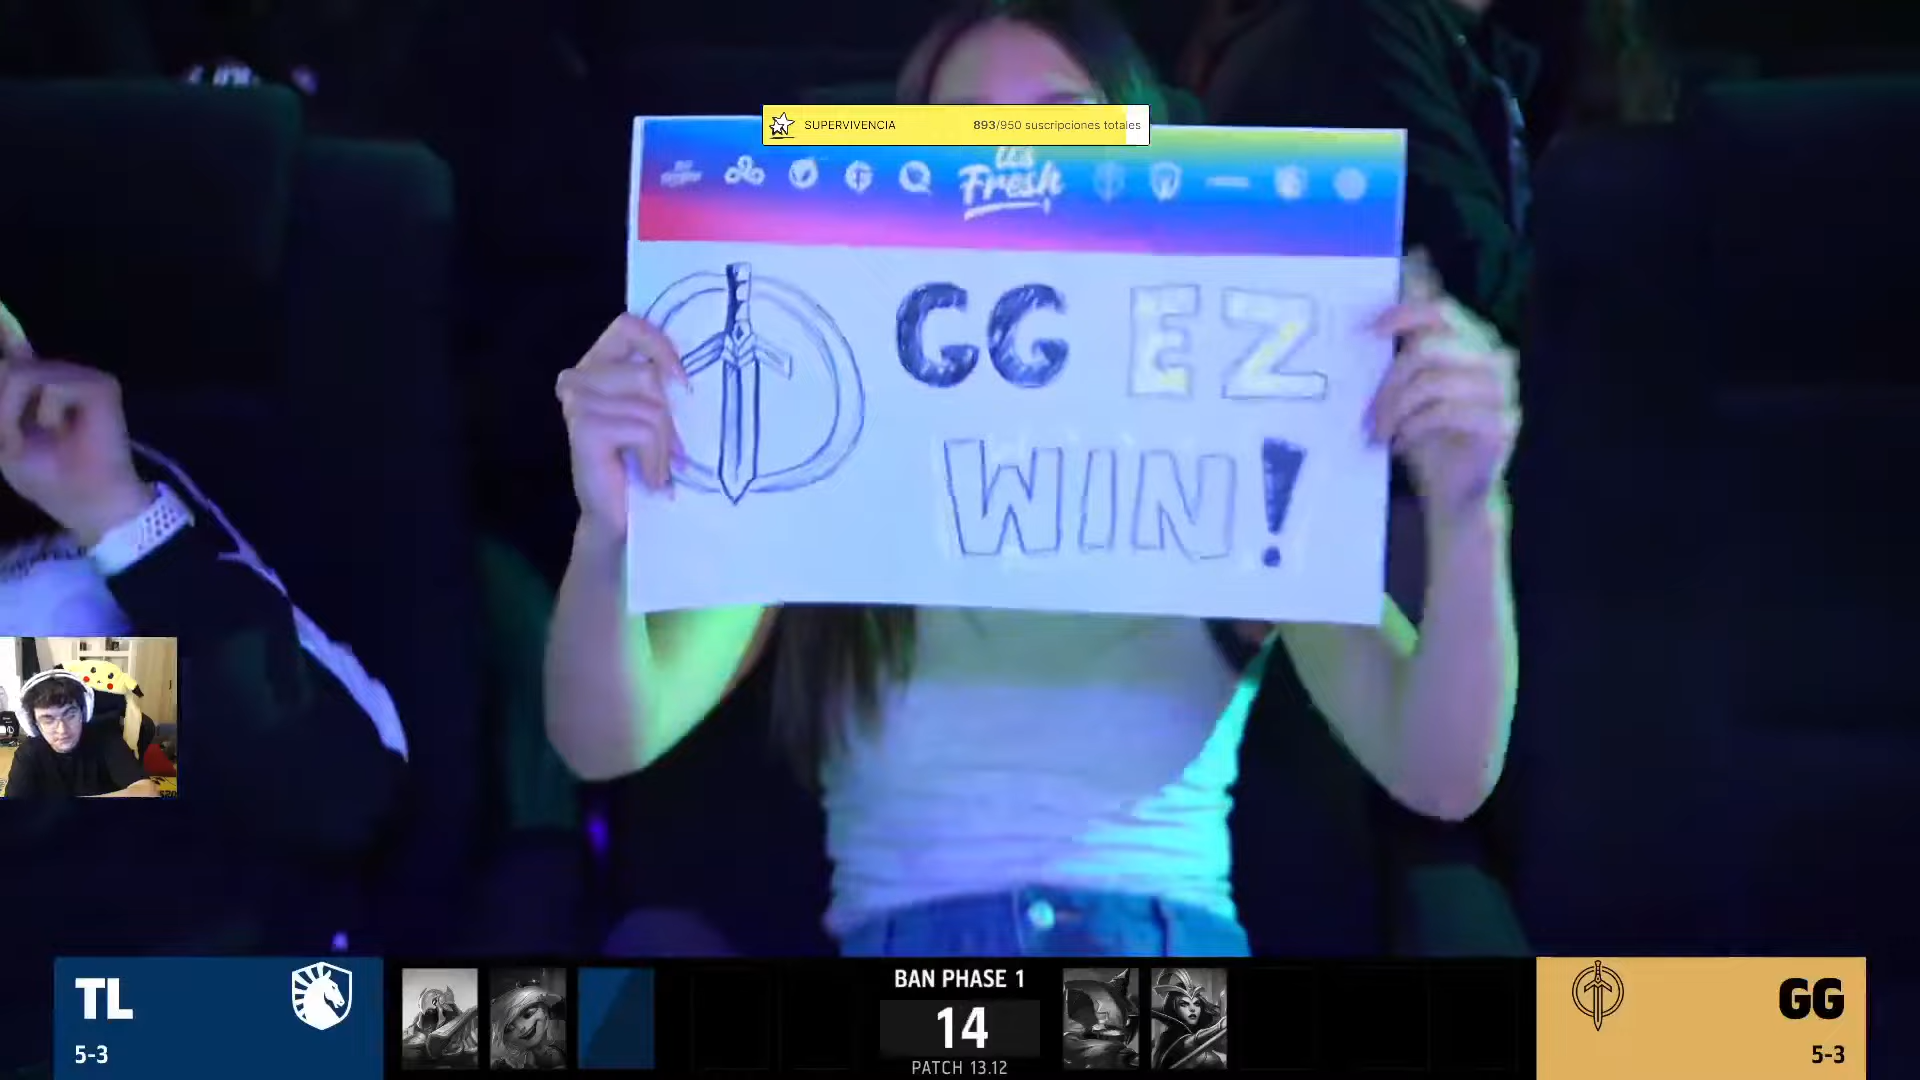 SUPERVIVENCIA 893/950 suscripciones totales
LCS
Fresh
GG EZ
WIN!
TL
5-3
BAN PHASE 1
14
PATCH 13.12
GG
5-3